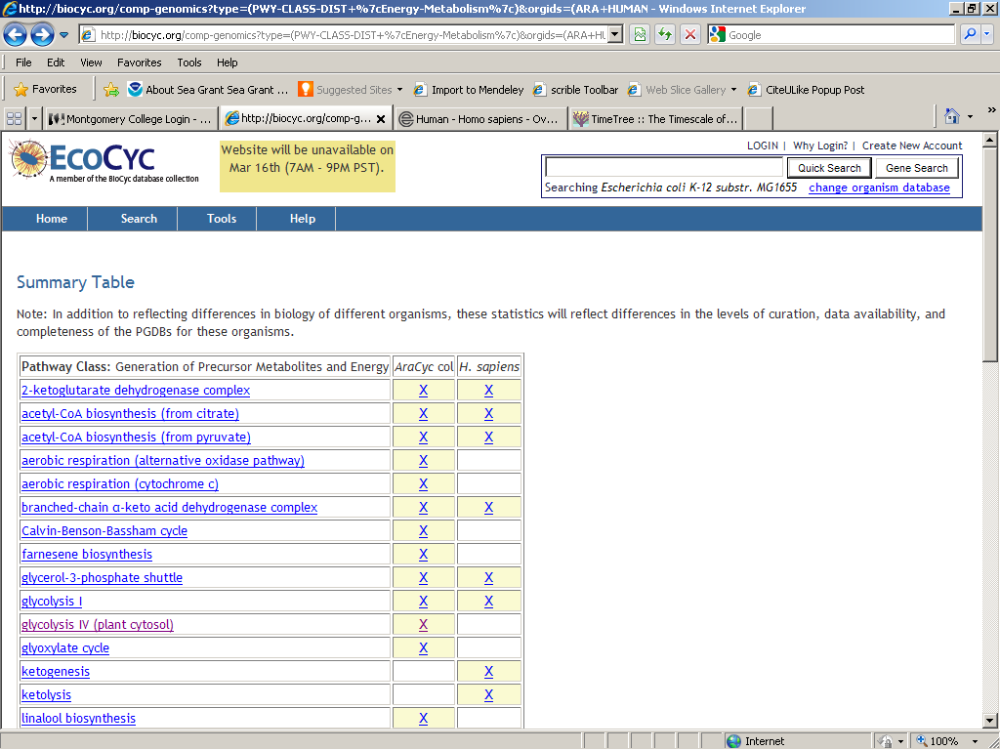 http://biocyc.org/comp-genomics?type=(PWY-CLASS-DIST+%7cEnergy-Metabolism%7c)&orgids=(ARA+HUMAN - Windows Internet Explorer
http://biocyc.org/comp-genomics?type=(PWY-CLASS-DIST+%7cEnergy-Metabolism%7c)&orgids=(ARA+HU
Google
File Edit View Favorites Tools Help
Favorites About Sea Grant Sea Grant ... Suggested Sites Import to Mendeley scrible Toolbar Web Slice Gallery CiteULike Popup Post
Montgomery College Login - ... http://biocyc.org/comp-g... Human - Homo sapiens - Ov... TimeTree :: The Timescale of... »
EcoCyc
A member of the BioCyc database collection
Website will be unavailable on
Mar 16th (7AM - 9PM PST).
LOGIN | Why Login? | Create New Account
Quick Search Gene Search
Searching Escherichia coli K-12 substr. MG1655 change organism database
Home Search Tools Help
Summary Table
Note: In addition to reflecting differences in biology of different organisms, these statistics will reflect differences in the levels of curation, data availability, and
completeness of the PGDBs for these organisms.
Pathway Class: Generation of Precursor Metabolites and Energy AraCyc col H. sapiens
2-ketoglutarate dehydrogenase complex X X
acetyl-CoA biosynthesis (from citrate) X X
acetyl-CoA biosynthesis (from pyruvate) X X
aerobic respiration (alternative oxidase pathway) X
aerobic respiration (cytochrome c) X
branched-chain α-keto acid dehydrogenase complex X X
Calvin-Benson-Bassham cycle X
farnesene biosynthesis X
glycerol-3-phosphate shuttle X X
glycolysis I X X
glycolysis IV (plant cytosol) X
glyoxylate cycle X
ketogenesis X
ketolysis X
linalool biosynthesis X
Internet 100%